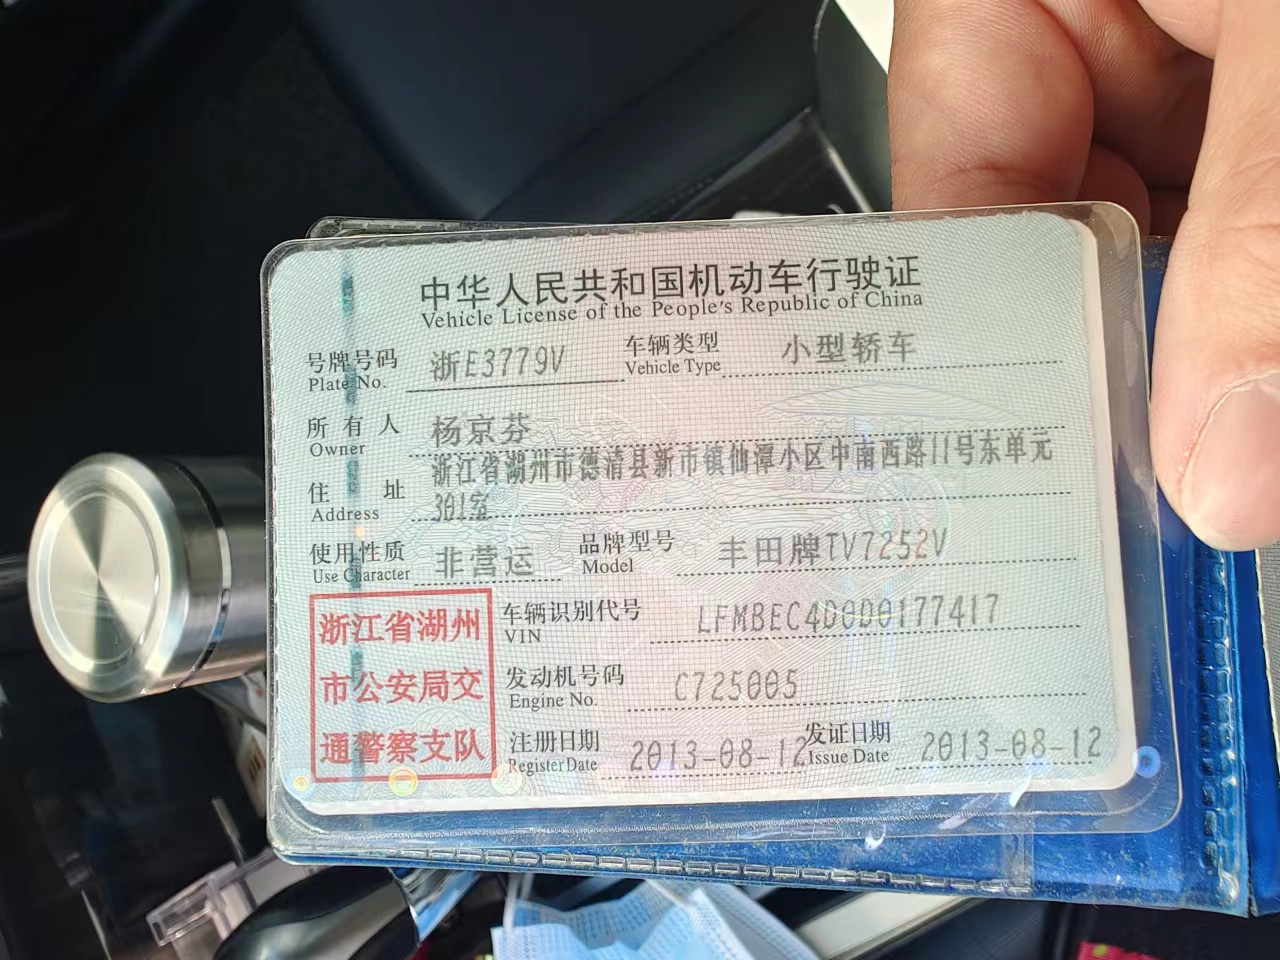 中华人民共和国机动车行驶证
Vehicle License of the People's Republic of China
号牌号码 浙E3779V 车辆类型 小型轿车
Plate No. Vehicle Type
所有人 杨京芬
Owner
浙江省湖州市德清县新市镇仙潭小区中南西路11号东单元
住址 301室
Address
使用性质 非营运 品牌型号 丰田牌TV7252V
Use Character Model
浙江省湖州 车辆识别代号 LFMBEC4D0D0177417
VIN
市公安局交 发动机号码 C725005
Engine No.
通警察支队 注册日期 2013-08-12 发证日期 2013-08-12
Register Date Issue Date